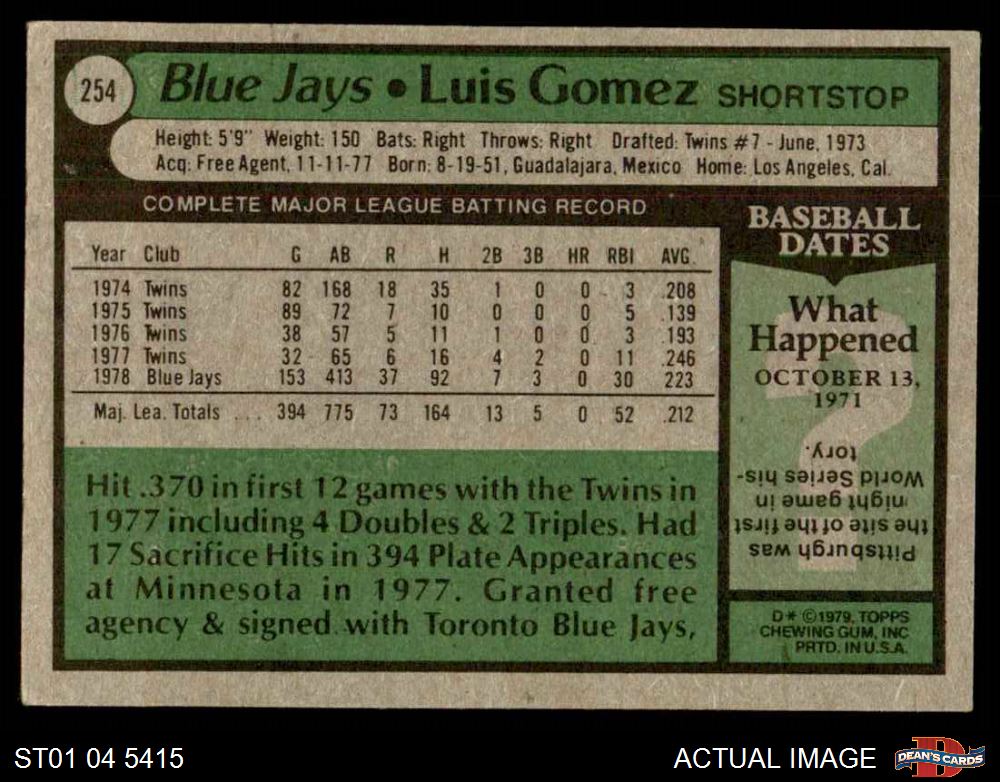 254
Blue Jays • Luis Gomez SHORTSTOP
Height: 5'9" Weight: 150 Bats: Right Throws: Right Drafted: Twins #7 - June, 1973
Acq: Free Agent, 11-11-77 Born: 8-19-51, Guadalajara, Mexico Home: Los Angeles, Cal.
COMPLETE MAJOR LEAGUE BATTING RECORD
Year Club G AB R H 2B 3B HR RBI AVG.
1974 Twins 82 168 18 35 1 0 0 3 .208
1975 Twins 89 72 7 10 0 0 0 5 .139
1976 Twins 38 57 5 11 1 0 0 3 .193
1977 Twins 32 65 6 16 4 2 0 11 .246
1978 Blue Jays 153 413 37 92 7 3 0 30 223
Maj. Lea. Totals ... 394 775 73 164 13 5 0 52 .212
Hit .370 in first 12 games with the Twins in
1977 including 4 Doubles & 2 Triples. Had
17 Sacrifice Hits in 394 Plate Appearances
at Minnesota in 1977. Granted free
agency & signed with Toronto Blue Jays,
BASEBALL
DATES
What
Happened
OCTOBER 13,
1971
Pittsburgh was
the site of the first
night game in
World Series his-
tory.
D* ©1979, TOPPS
CHEWING GUM, INC
PRTD. IN U.S.A.
ST01 04 5415
ACTUAL IMAGE
D
DEAN'S CARDS